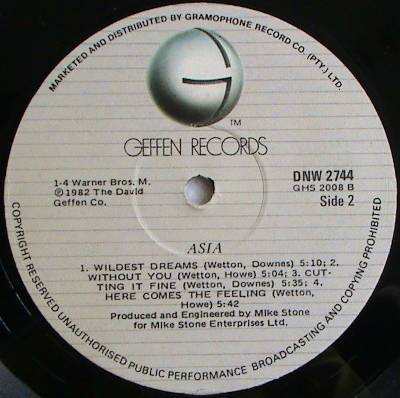 MARKETED AND DISTRIBUTED BY GRAMOPHONE RECORD CO. (PTY.) LTD.
G
TM
GEFFEN RECORDS
1-4 Warner Bros. M.
℗ 1982 The David
Geffen Co.
DNW 2744
GHS 2008 B
Side 2
ASIA
1. WILDEST DREAMS (Wetton, Downes) 5:10; 2.
WITHOUT YOU (Wetton, Howe) 5:04; 3. CUT-
TING IT FINE (Wetton, Downes) 5:35; 4.
HERE COMES THE FEELING (Wetton,
Howe) 5:42
Produced and Engineered by Mike Stone
for Mike Stone Enterprises Ltd.
COPYRIGHT RESERVED UNAUTHORISED PUBLIC PERFORMANCE BROADCASTING AND COPYING PROHIBITED